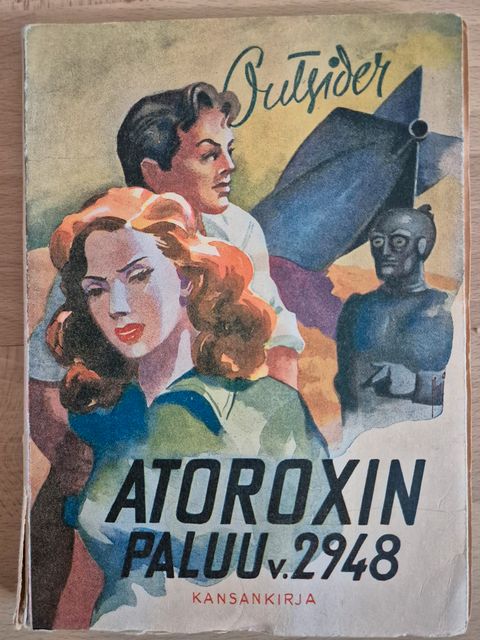 Outsider
ATOROXIN
PALUU v. 2948
KANSANKIRJA